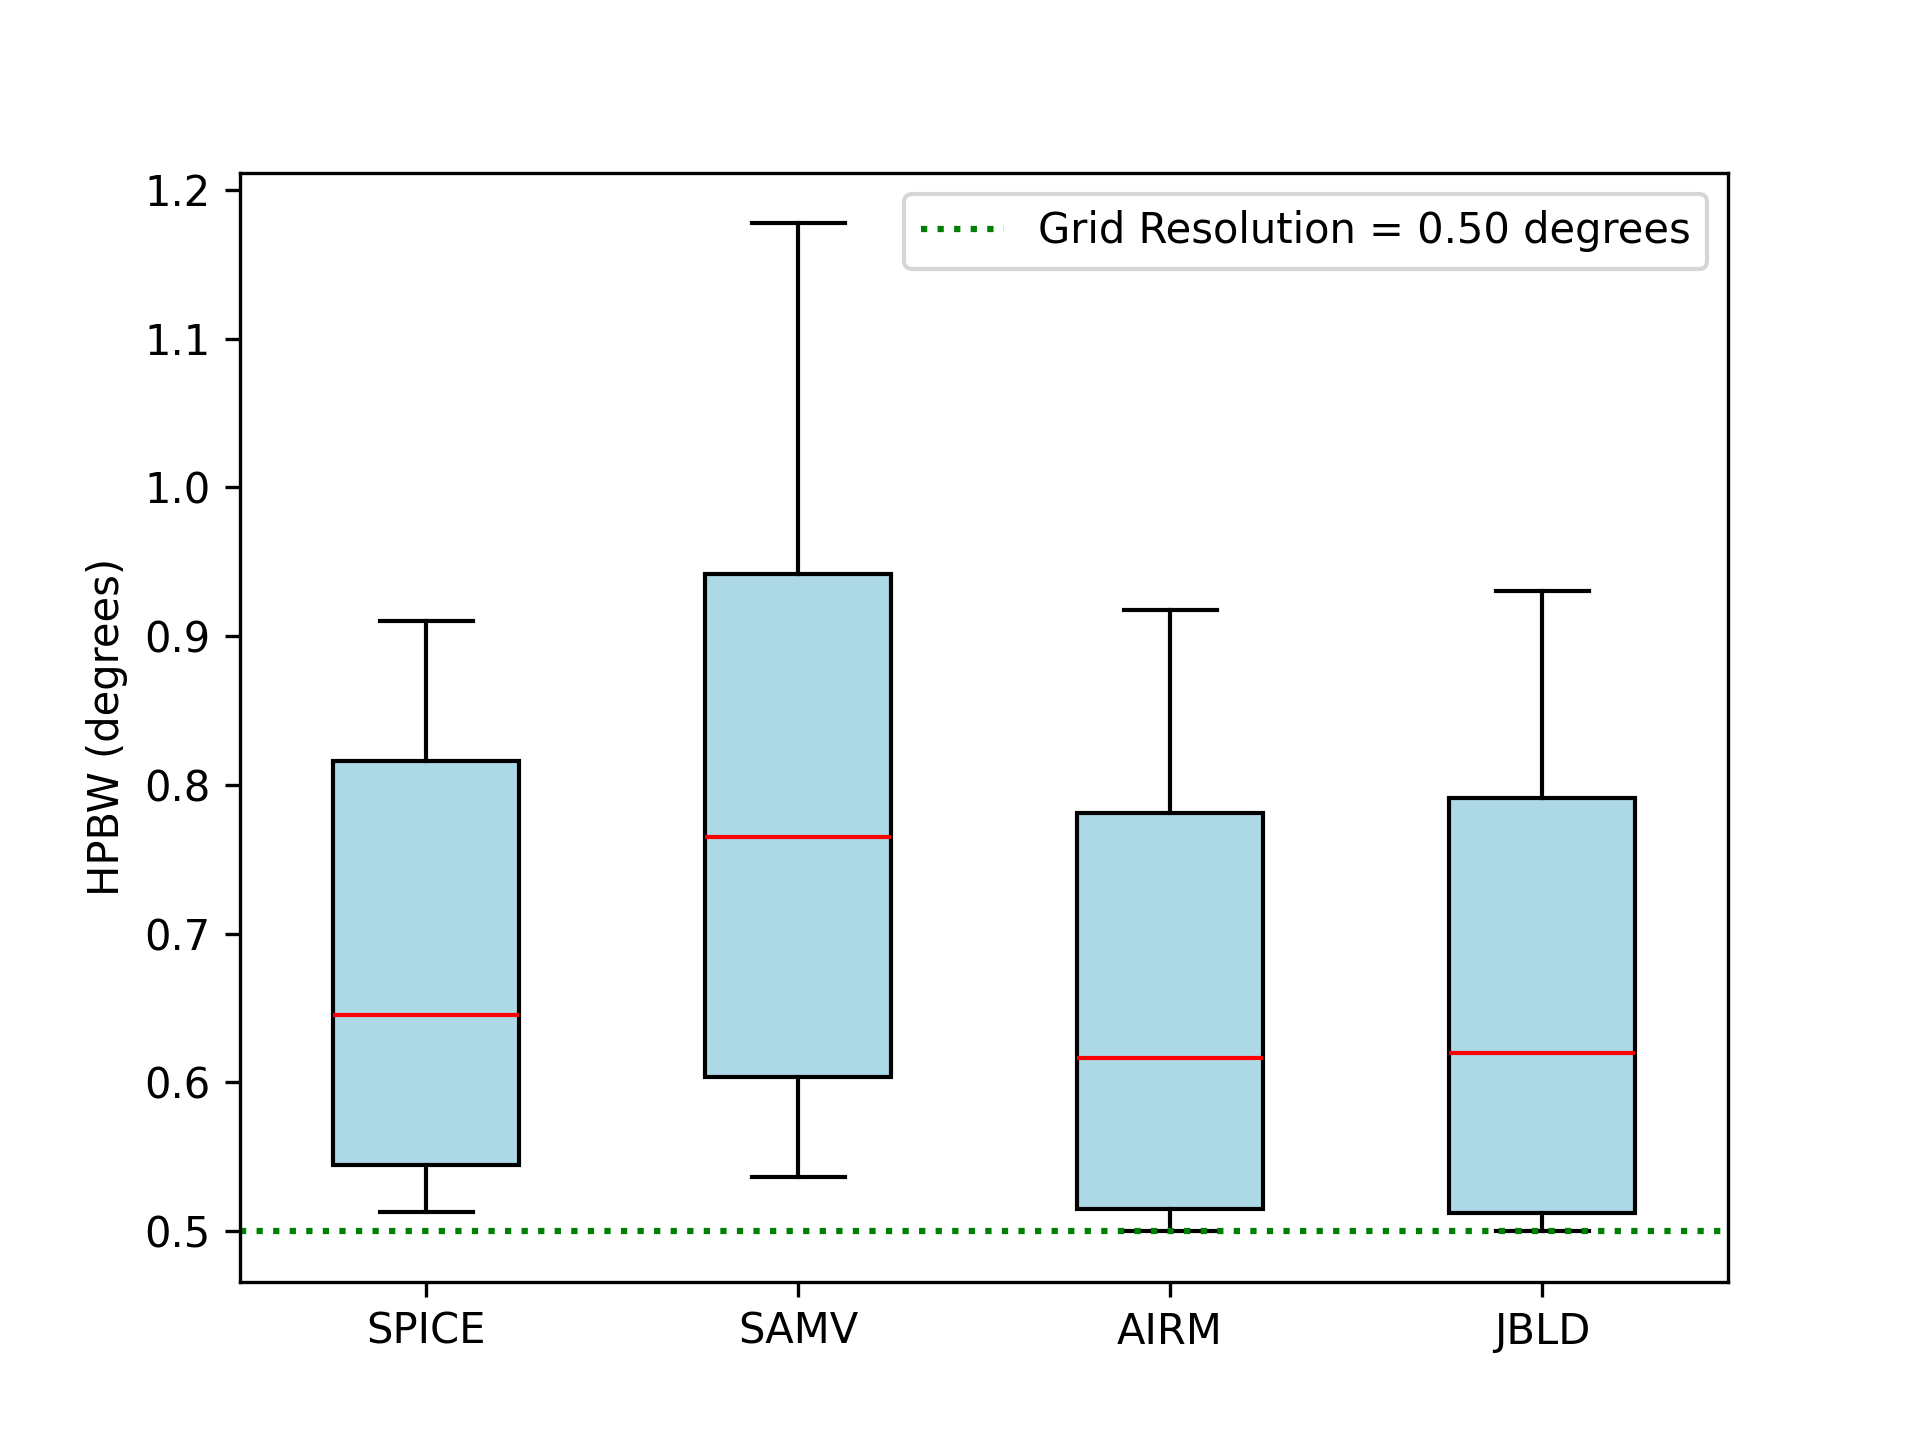 Grid Resolution = 0.50 degrees
HPBW (degrees)
1.2
1.1
1.0
0.9
0.8
0.7
0.6
0.5
SPICE SAMV AIRM JBLD